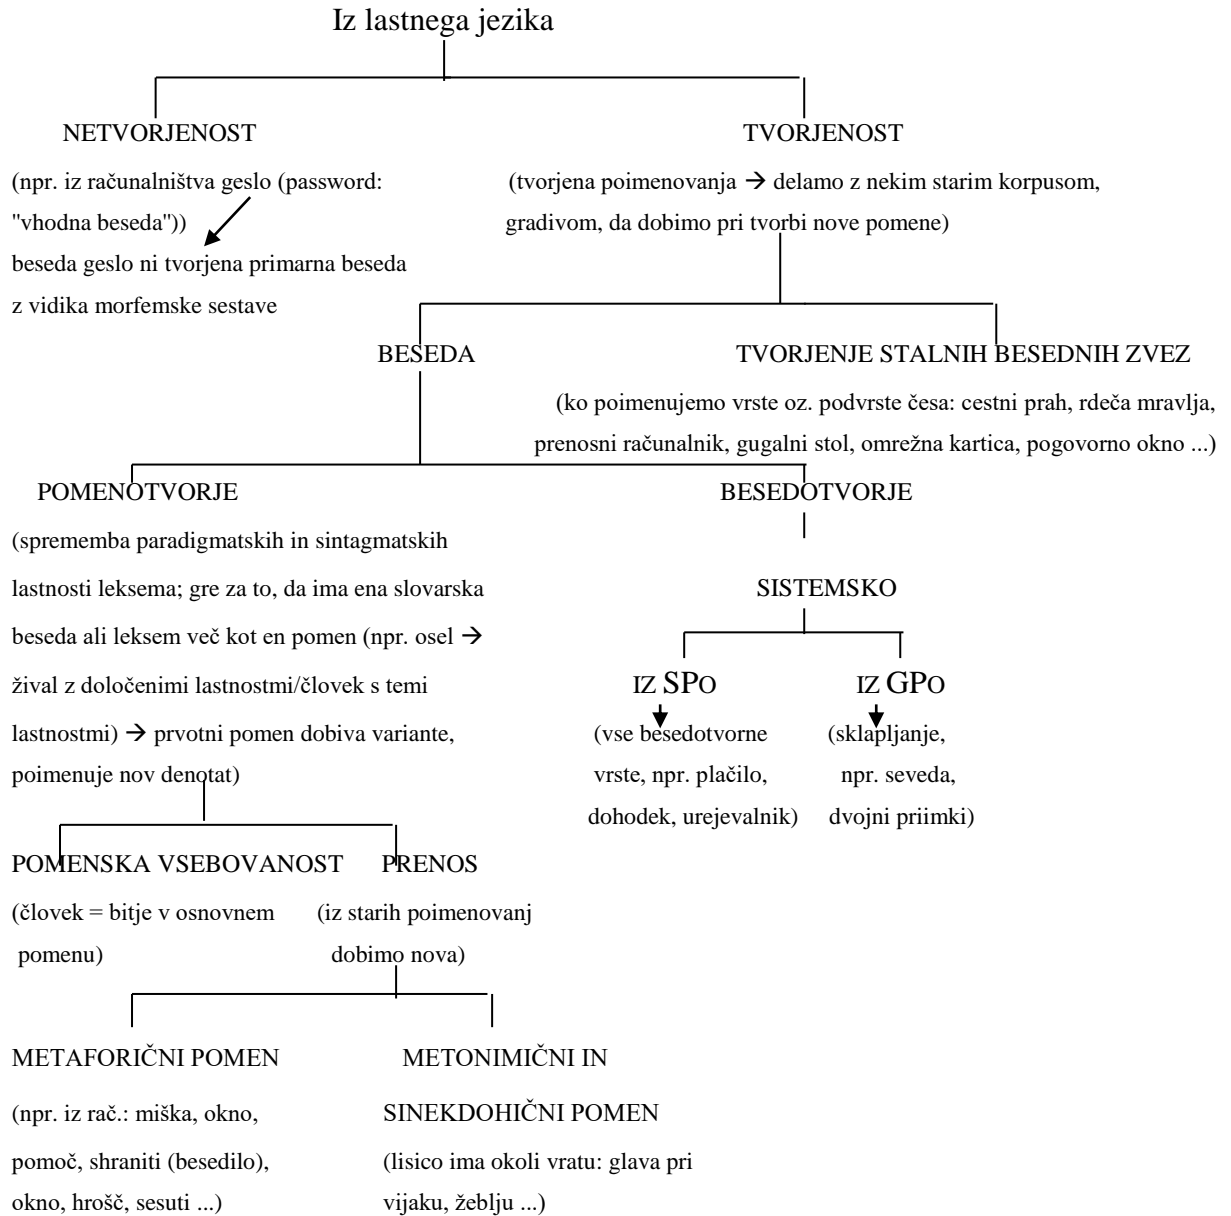 Iz lastnega jezika
NETVORJENOST
(npr. iz računalništva geslo (password:
"vhodna beseda"))
beseda geslo ni tvorjena primarna beseda
z vidika morfemske sestave
TVORJENOST
(tvorjena poimenovanja → delamo z nekim starim korpusom,
gradivom, da dobimo pri tvorbi nove pomene)
BESEDA
TVORJENJE STALNIH BESEDNIH ZVEZ
(ko poimenujemo vrste oz. podvrste česa: cestni prah, rdeča mravlja,
prenosni računalnik, gugalni stol, omrežna kartica, pogovorno okno ...)
POMENOTVORJE
(sprememba paradigmatskih in sintagmatskih
lastnosti leksema; gre za to, da ima ena slovarska
beseda ali leksem več kot en pomen (npr. osel →
žival z določenimi lastnostmi/človek s temi
lastnostmi) → prvotni pomen dobiva variante,
poimenuje nov denotat)
BESEDOTVORJE
SISTEMSKO
IZ SPO
(vse besedotvorne
vrste, npr. plačilo,
dohodek, urejevalnik)
IZ GPO
(sklapljanje,
npr. seveda,
dvojni priimki)
POMENSKA VSEBOVANOST
(človek = bitje v osnovnem
pomenu)
PRENOS
(iz starih poimenovanj
dobimo nova)
METAFORIČNI POMEN
(npr. iz rač.: miška, okno,
pomoč, shraniti (besedilo),
okno, hrošč, sesuti ...)
METONIMIČNI IN
SINEKDOHIČNI POMEN
(lisico ima okoli vratu: glava pri
vijaku, žeblju ...)